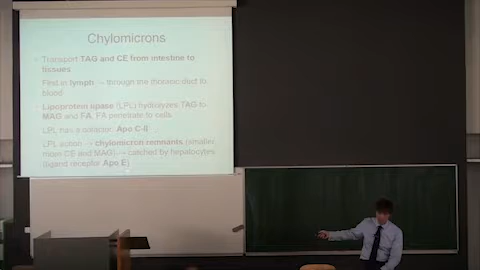 Chylomicrons
Transport TAG and CE from intestine to
tissues
First in lymph → through the thoracic duct to
blood
Lipoprotein lipase (LPL) hydrolyzes TAG to
MAG and FA, FA penetrate to cells
LPL has a cofactor: Apo C-II
LPL action → chylomicron remnants (smaller,
more CE and MAG) → catches by hepatocytes
(ligand receptor Apo E)